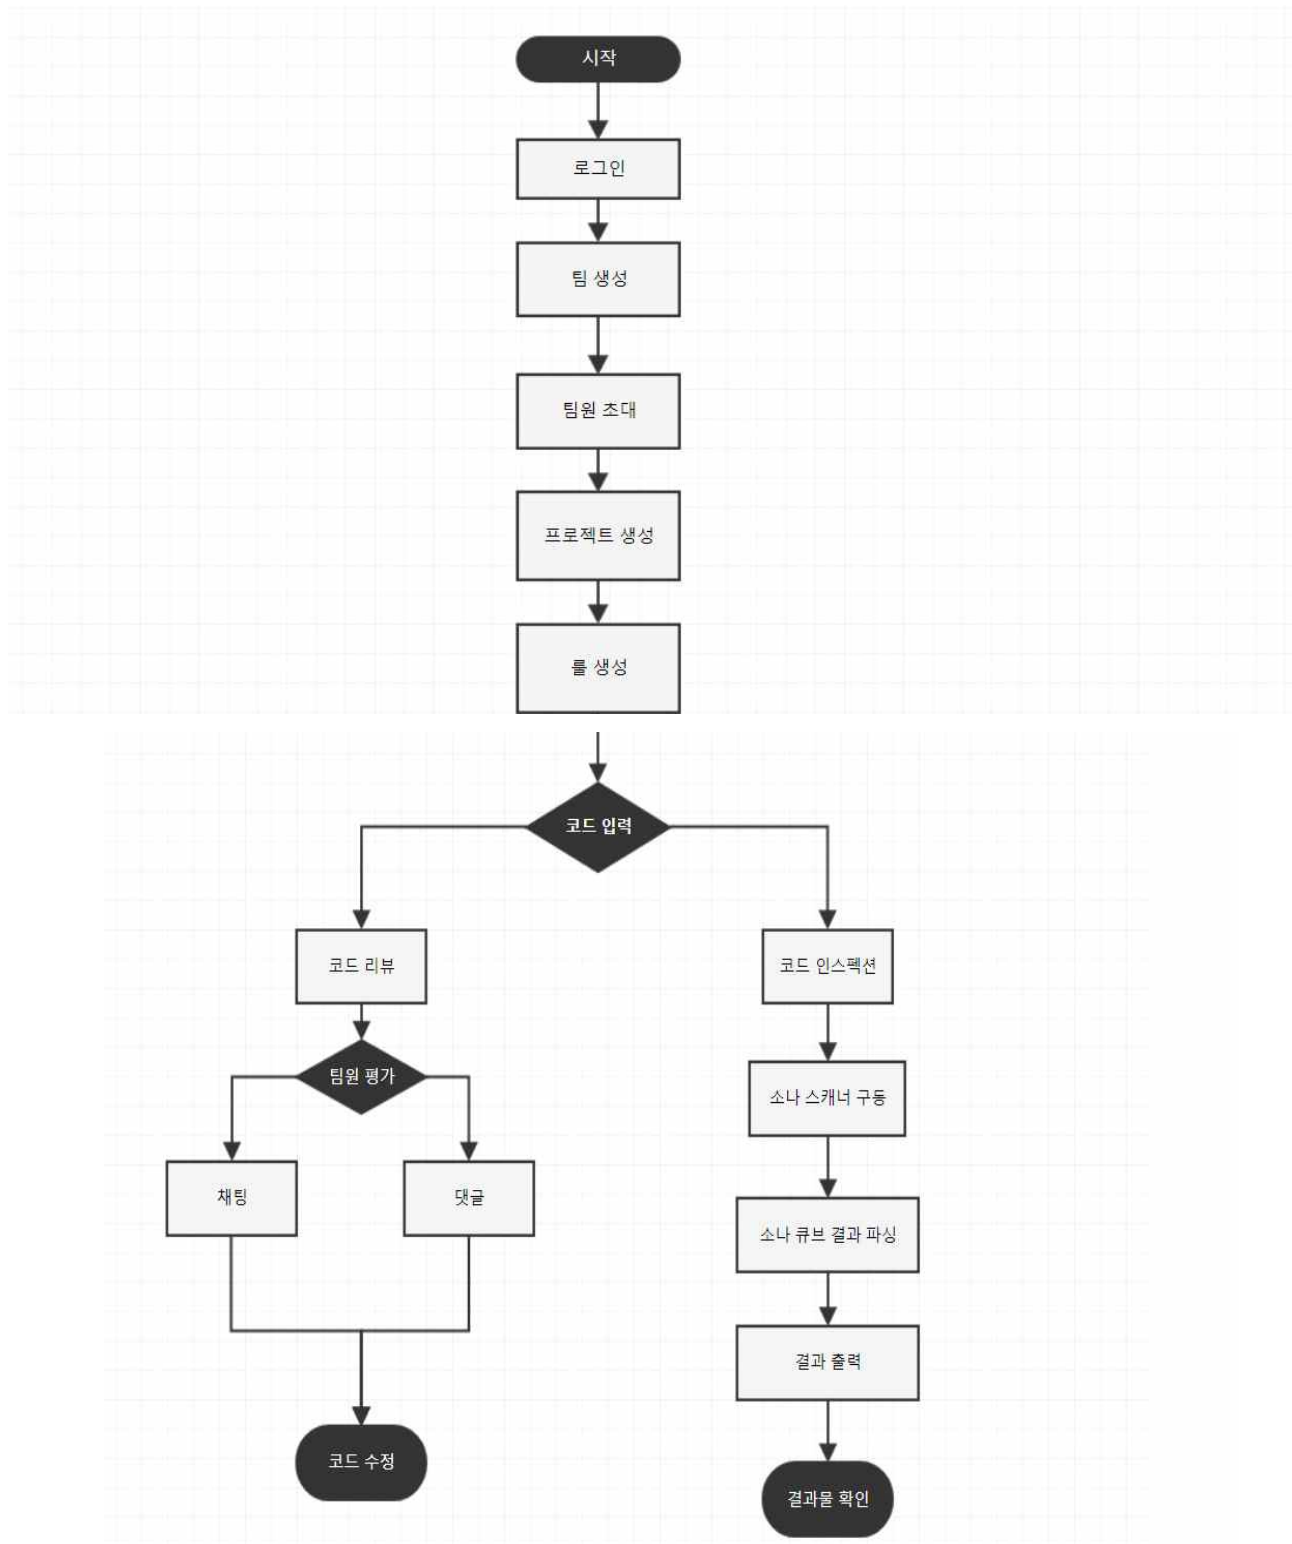 시작
로그인
팀 생성
팀원 초대
프로젝트 생성
룰 생성
코드 입력
코드 리뷰
코드 인스펙션
팀원 평가
소나 스캐너 구동
채팅
댓글
소나 큐브 결과 파싱
결과 출력
코드 수정
결과물 확인